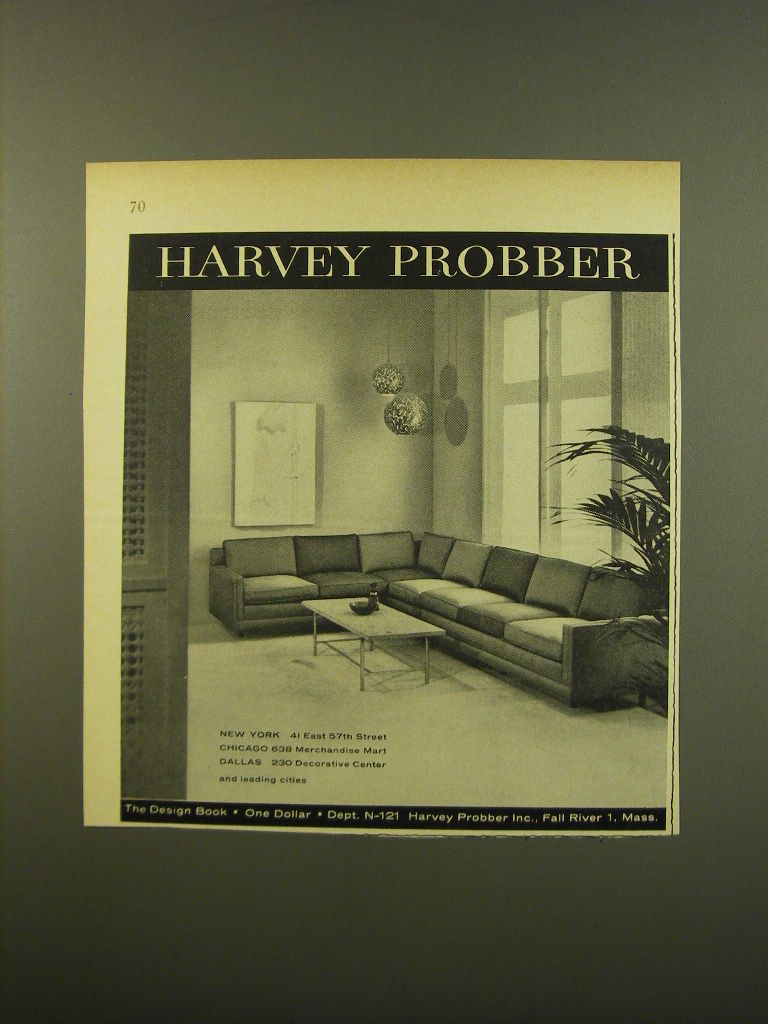 70
HARVEY PROBBER
NEW YORK 41 East 57th Street
CHICAGO 638 Merchandise Mart
DALLAS 230 Decorative Center
and leading cities
The Design Book • One Dollar • Dept. N-121 Harvey Probber Inc., Fall River 1, Mass.